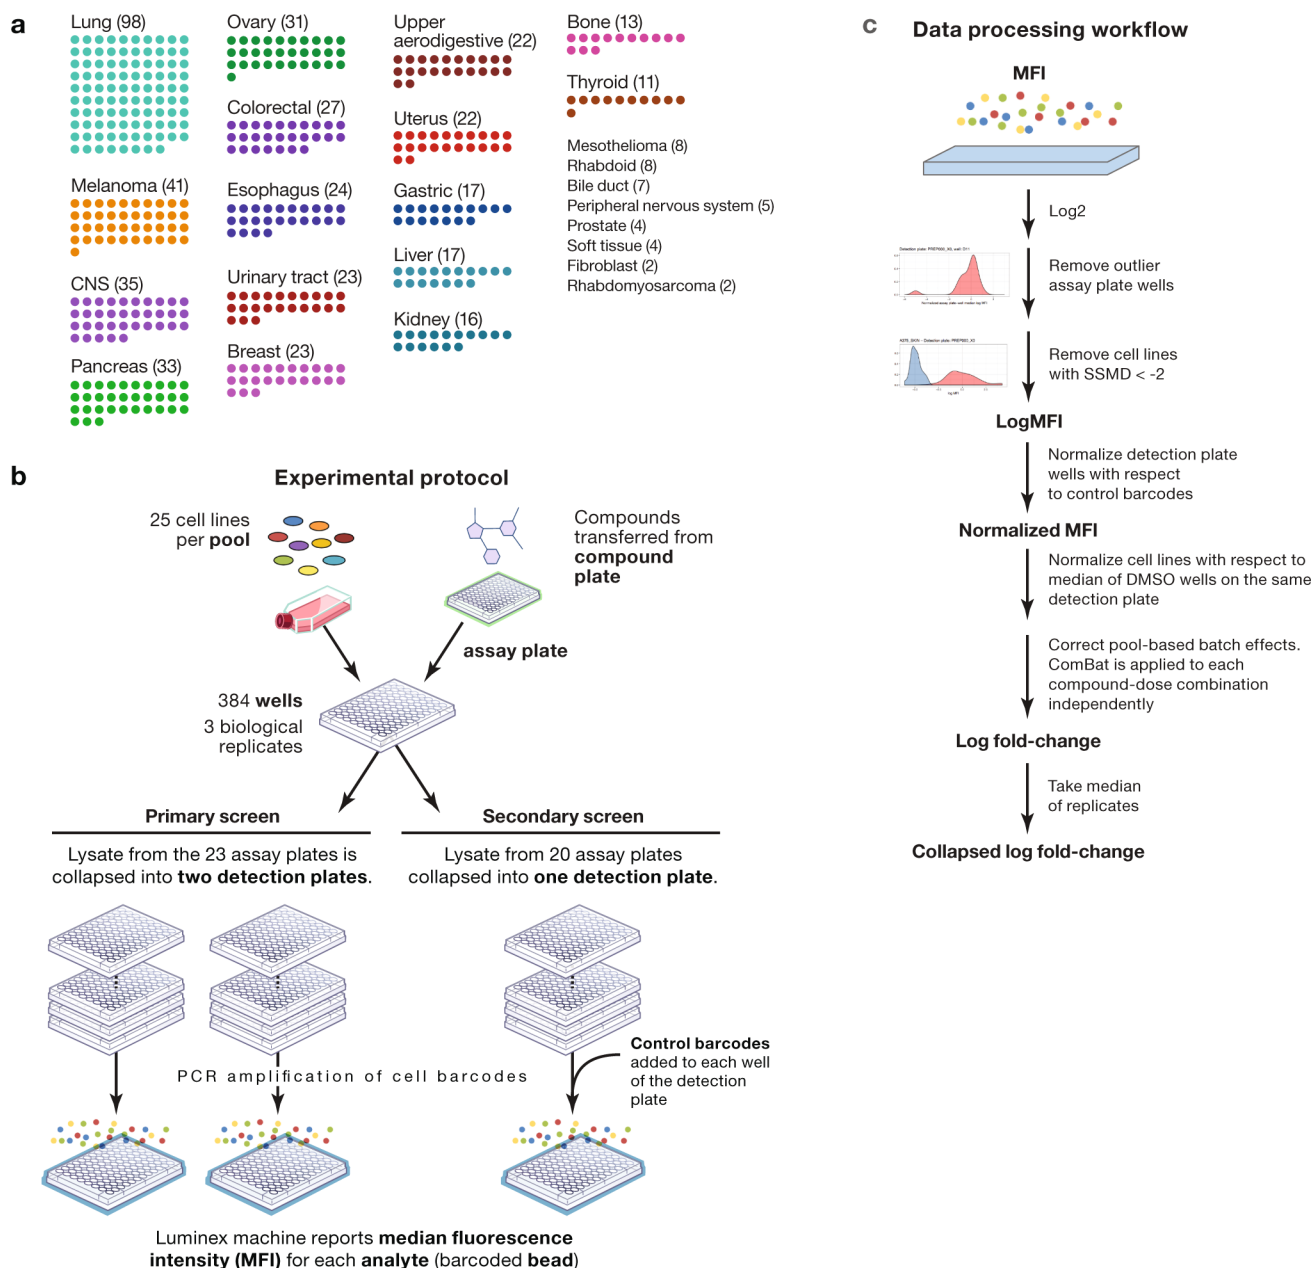 a
Lung (98)
Melanoma (41)
CNS (35)
Pancreas (33)
Ovary (31)
Colorectal (27)
Esophagus (24)
Urinary tract (23)
Breast (23)
Upper
aerodigestive (22)
Uterus (22)
Gastric (17)
Liver (17)
Kidney (16)
Bone (13)
Thyroid (11)
Mesothelioma (8)
Rhabdoid (8)
Bile duct (7)
Peripheral nervous system (5)
Prostate (4)
Soft tissue (4)
Fibroblast (2)
Rhabdomyosarcoma (2)
b
Experimental protocol
25 cell lines
per pool
Compounds
transferred from
compound
plate
assay plate
384 wells
3 biological
replicates
Primary screen
Lysate from the 23 assay plates is
collapsed into two detection plates.
Secondary screen
Lysate from 20 assay plates
collapsed into one detection plate.
Control barcodes
added to each well
of the detection
plate
PCR amplification of cell barcodes
Luminex machine reports median fluorescence
intensity (MFI) for each analyte (barcoded bead)
c
Data processing workflow
MFI
Log2
Remove outlier
assay plate wells
Remove cell lines
with SSMD < -2
LogMFI
Normalize detection plate
wells with respect
to control barcodes
Normalized MFI
Normalize cell lines with respect to
median of DMSO wells on the same
detection plate
Correct pool-based batch effects.
ComBat is applied to each
compound-dose combination
independently
Log fold-change
Take median
of replicates
Collapsed log fold-change